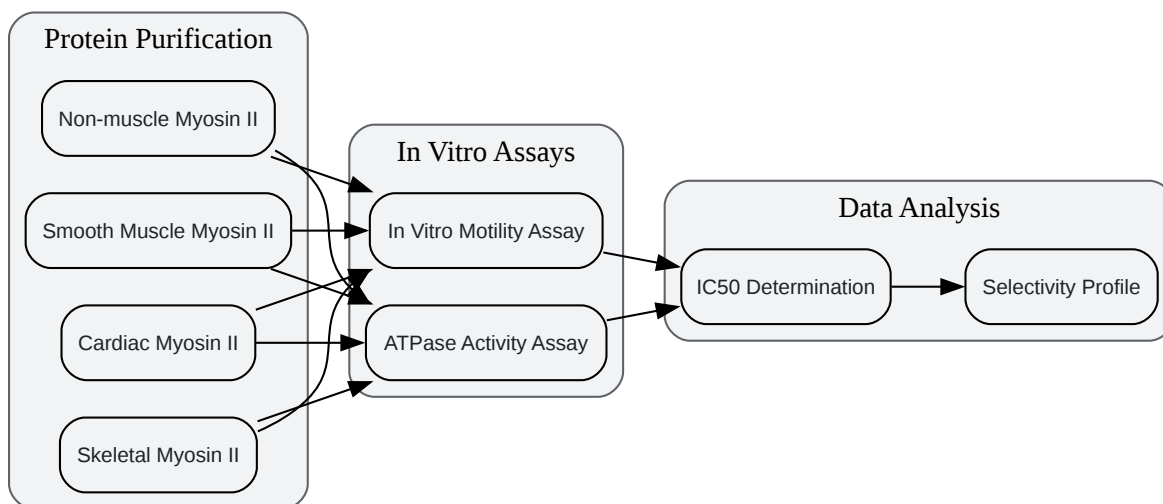 Protein Purification
Non-muscle Myosin II
Smooth Muscle Myosin II
Cardiac Myosin II
Skeletal Myosin II
In Vitro Assays
In Vitro Motility Assay
ATPase Activity Assay
Data Analysis
IC50 Determination
Selectivity Profile